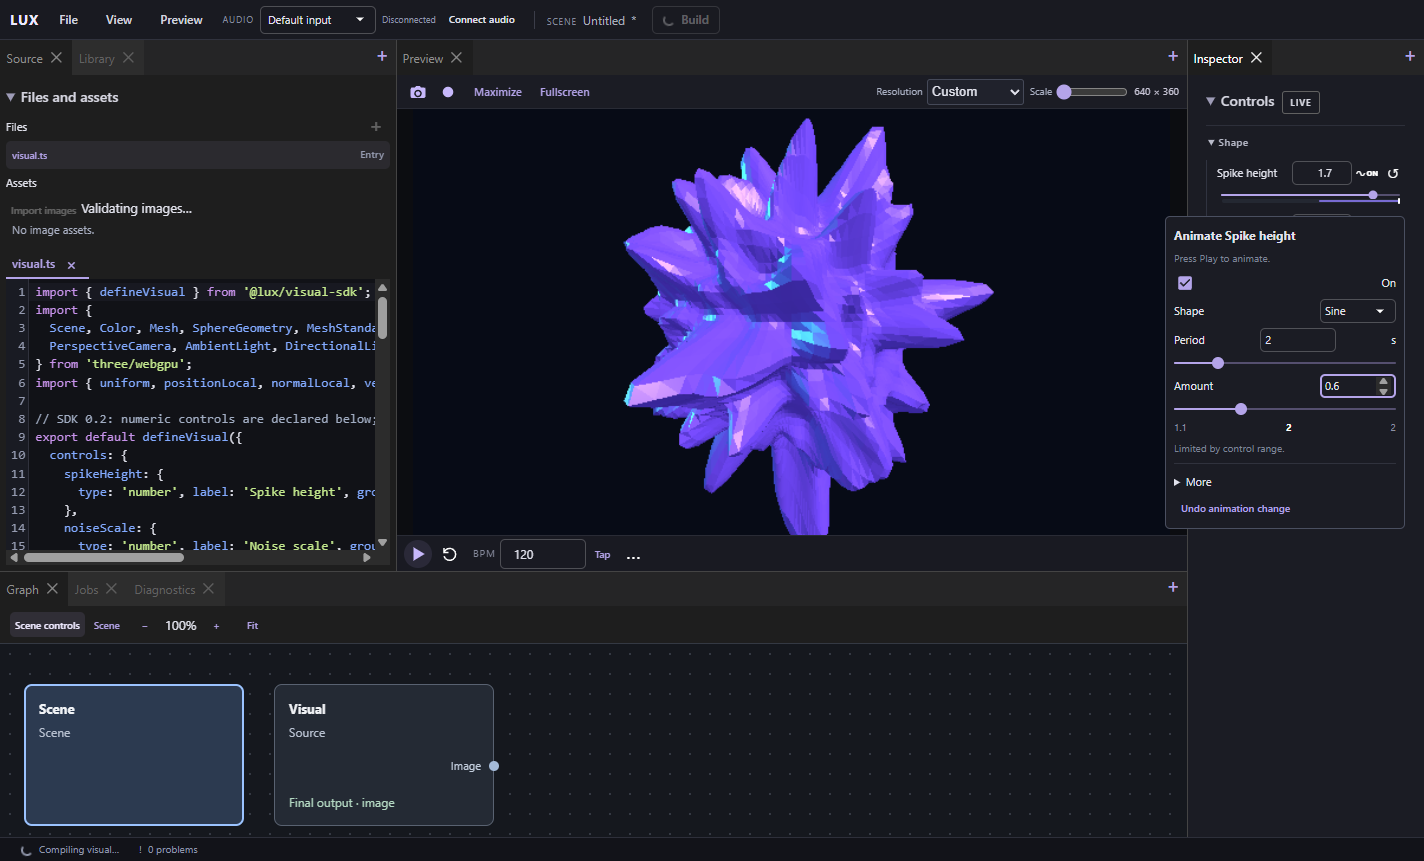 LUX File View Preview AUDIO Default input Disconnected Connect audio SCENE Untitled * Build
Source Library +
Files and assets
Files +
visual.ts Entry
Assets
Import images Validating images...
No image assets.
visual.ts
1 import { defineVisual } from '@lux/visual-sdk';
2 import {
3 Scene, Color, Mesh, SphereGeometry, MeshStanda
4 PerspectiveCamera, AmbientLight, DirectionalLi
5 } from 'three/webgpu';
6 import { uniform, positionLocal, normalLocal, ve
7
8 // SDK 0.2: numeric controls are declared below;
9 export default defineVisual({
10 controls: {
11 spikeHeight: {
12 type: 'number', label: 'Spike height', gro
13 },
14 noiseScale: {
15 type: 'number', label: 'Noise scale', grou
Preview +
Maximize Fullscreen Resolution Custom Scale 640 × 360
BPM 120 Tap ...
Inspector +
Controls LIVE
Shape
Spike height 1.7 ON
Animate Spike height
Press Play to animate.
On
Shape Sine
Period 2 s
Amount 0.6
1.1 2 2
Limited by control range.
More
Undo animation change
Graph Jobs Diagnostics +
Scene controls Scene − 100% + Fit
Scene
Scene
Visual
Source
Image
Final output · image
Compiling visual... ! 0 problems